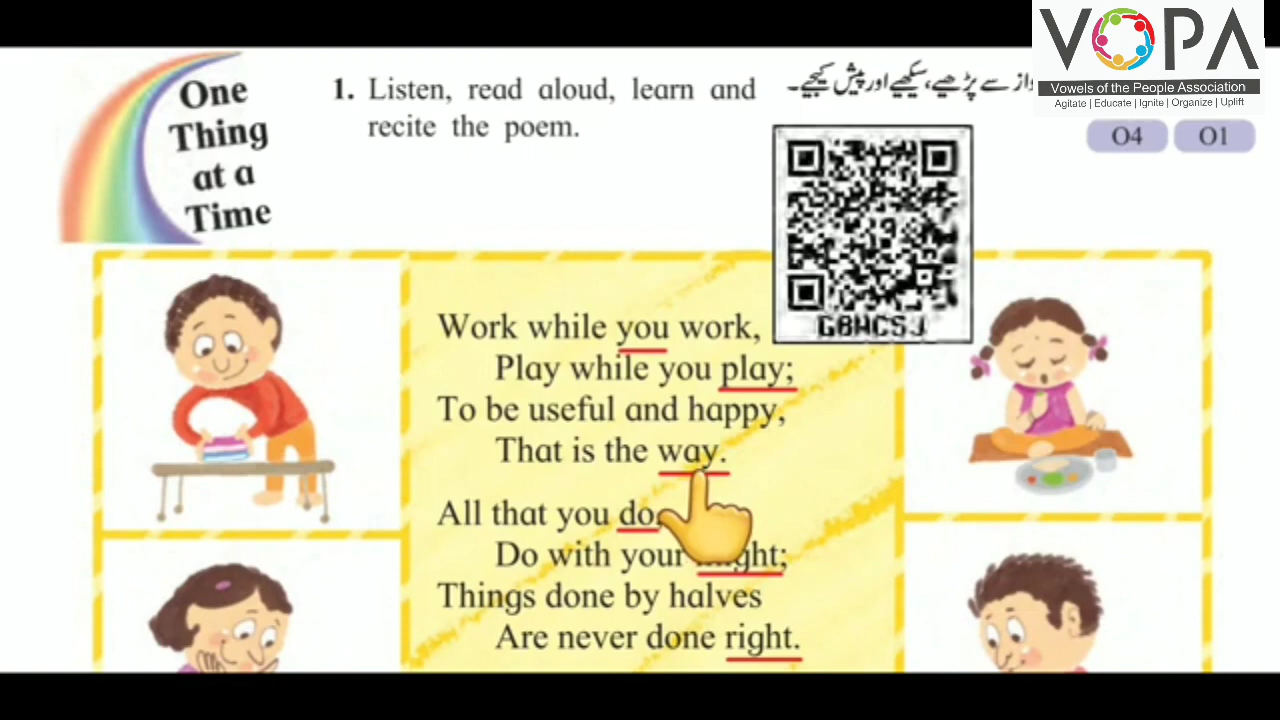 One
Thing
at a
Time
1. Listen, read aloud, learn and
recite the poem.
سے پڑھیے، سیکھیے اور پیش کیجیے۔
VOPA
Vowels of the People Association
Agitate | Educate | Ignite | Organize | Uplift
O4 O1
G8HCSJ
Work while you work,
Play while you play;
To be useful and happy,
That is the way.
All that you do
Do with your might;
Things done by halves
Are never done right.